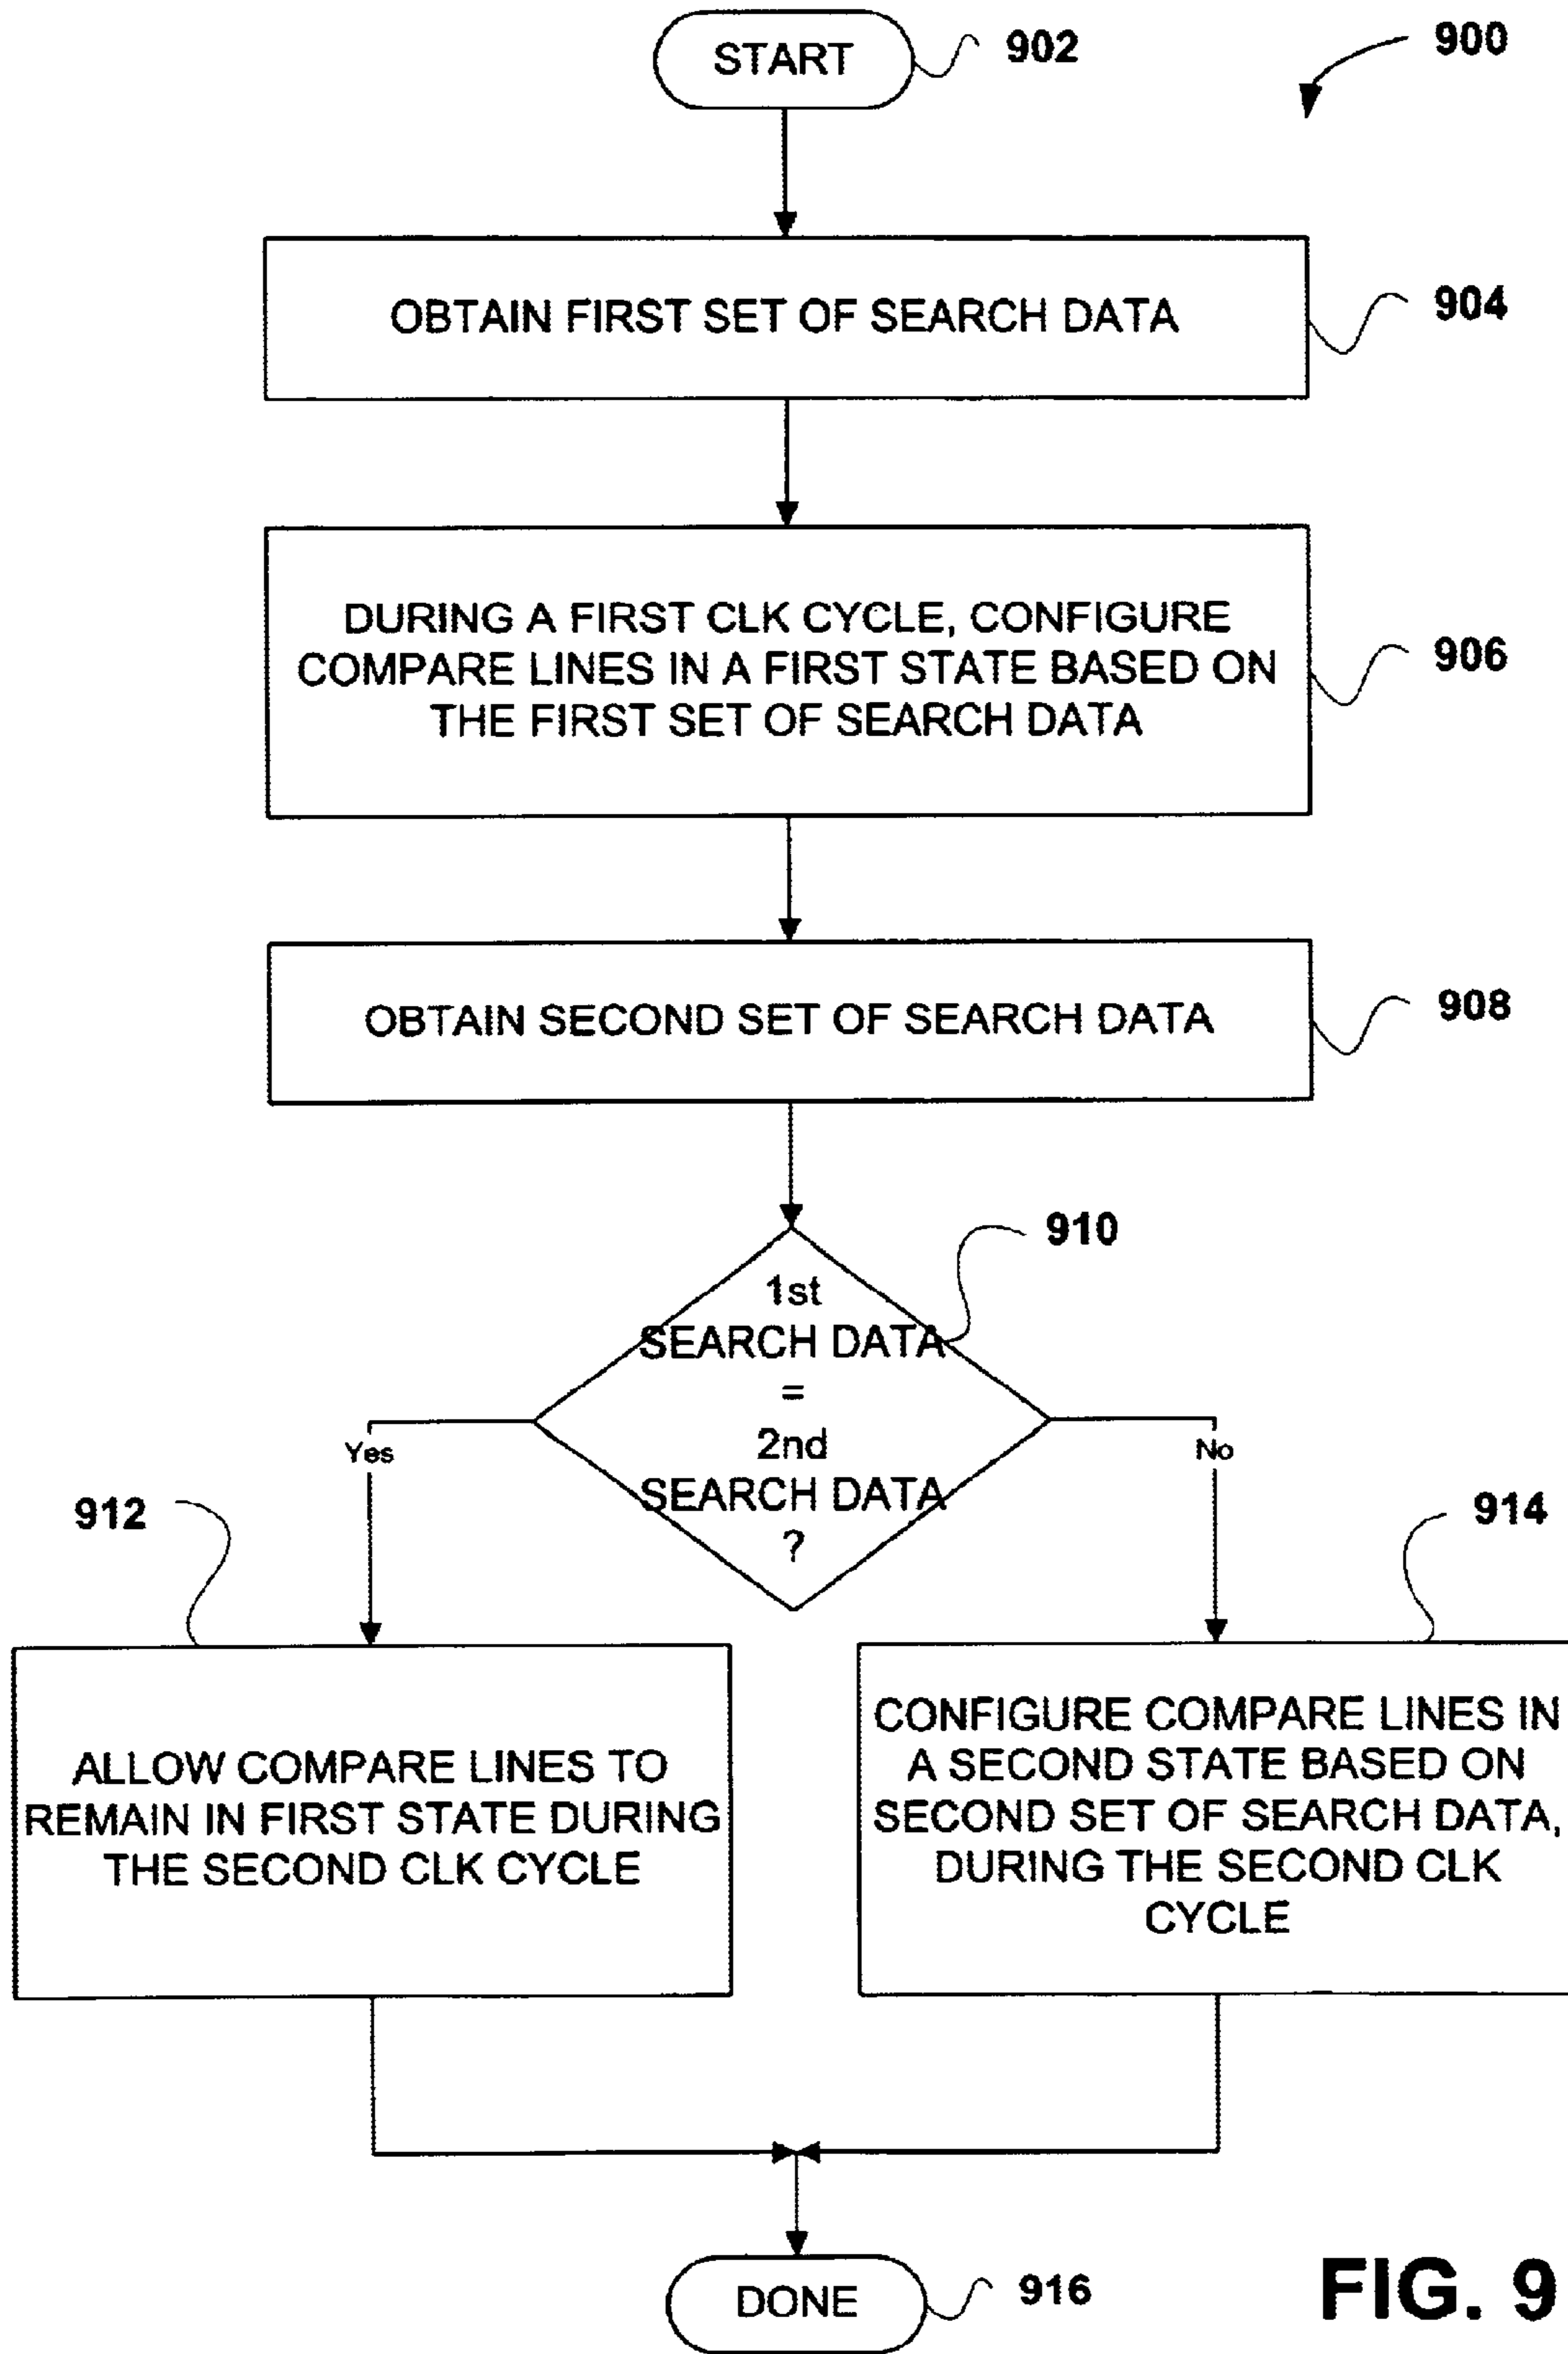 START
902
900
OBTAIN FIRST SET OF SEARCH DATA
904
DURING A FIRST CLK CYCLE, CONFIGURE
COMPARE LINES IN A FIRST STATE BASED ON
THE FIRST SET OF SEARCH DATA
906
OBTAIN SECOND SET OF SEARCH DATA
908
910
1st
SEARCH DATA
=
2nd
SEARCH DATA
?
Yes
No
912
914
ALLOW COMPARE LINES TO
REMAIN IN FIRST STATE DURING
THE SECOND CLK CYCLE
CONFIGURE COMPARE LINES IN
A SECOND STATE BASED ON
SECOND SET OF SEARCH DATA,
DURING THE SECOND CLK
CYCLE
DONE
916
FIG. 9